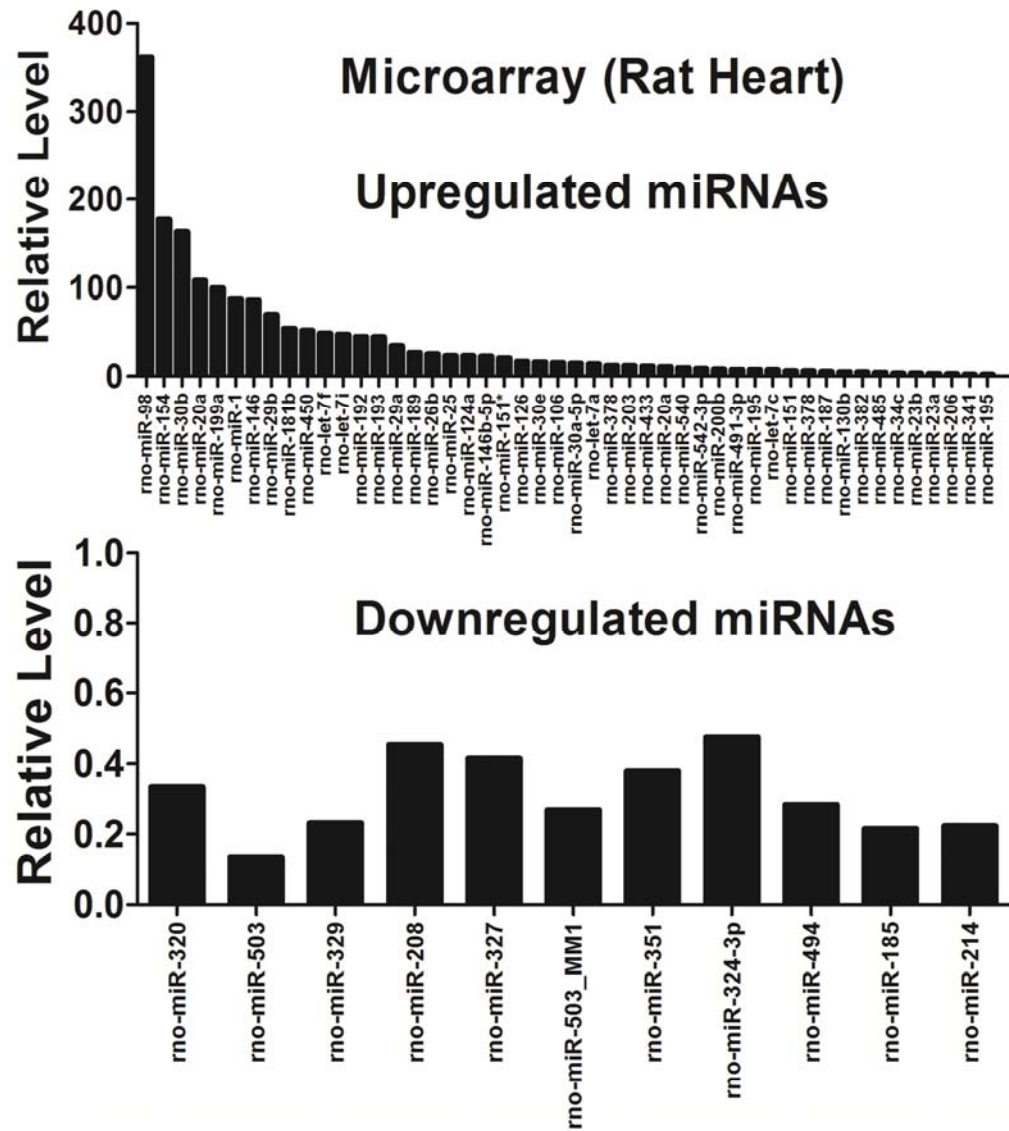 400
300
200
100
0
Relative Level
Microarray (Rat Heart)
Upregulated miRNAs
rno-miR-98
rno-miR-154
rno-miR-30b
rno-miR-20a
rno-miR-199a
rno-miR-1
rno-miR-146
rno-miR-29b
rno-miR-181b
rno-miR-450
rno-let-7f
rno-let-7i
rno-miR-192
rno-miR-193
rno-miR-29a
rno-miR-189
rno-miR-26b
rno-miR-25
rno-miR-124a
rno-miR-146b-5p
rno-miR-151*
rno-miR-126
rno-miR-30e
rno-miR-106
rno-miR-30a-5p
rno-let-7a
rno-miR-378
rno-miR-203
rno-miR-433
rno-miR-20a
rno-miR-540
rno-miR-542-3p
rno-miR-200b
rno-miR-491-3p
rno-miR-195
rno-let-7c
rno-miR-151
rno-miR-378
rno-miR-187
rno-miR-130b
rno-miR-382
rno-miR-485
rno-miR-34c
rno-miR-23b
rno-miR-23a
rno-miR-206
rno-miR-341
rno-miR-195
1.0
0.8
0.6
0.4
0.2
0.0
Relative Level
Downregulated miRNAs
rno-miR-320
rno-miR-503
rno-miR-329
rno-miR-208
rno-miR-327
rno-miR-503_MM1
rno-miR-351
rno-miR-324-3p
rno-miR-494
rno-miR-185
rno-miR-214